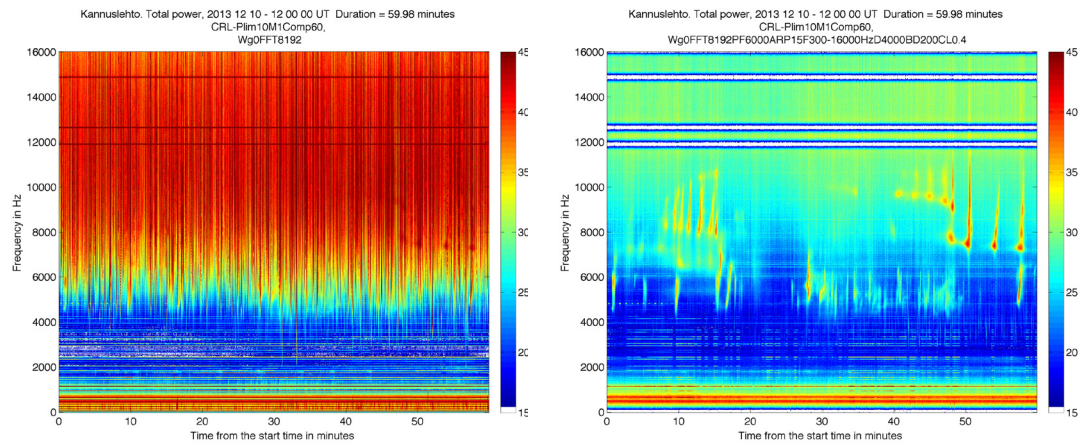 Kannuslehto. Total power, 2013 12 10 - 12 00 00 UT Duration = 59.98 minutes
CRL-Plim10M1Comp60,
Wg0FFT8192
16000
14000
12000
10000
8000
6000
4000
2000
0
Frequency in Hz
0 10 20 30 40 50
Time from the start time in minutes
45
40
35
30
25
20
15
Kannuslehto. Total power, 2013 12 10 - 12 00 00 UT Duration = 59.98 minutes
CRL-Plim10M1Comp60,
Wg0FFT8192PF6000ARP15F300-16000HzD4000BD200CL0.4
16000
14000
12000
10000
8000
6000
4000
2000
0
Frequency in Hz
0 10 20 30 40 50
Time from the start time in minutes
45
40
35
30
25
20
15